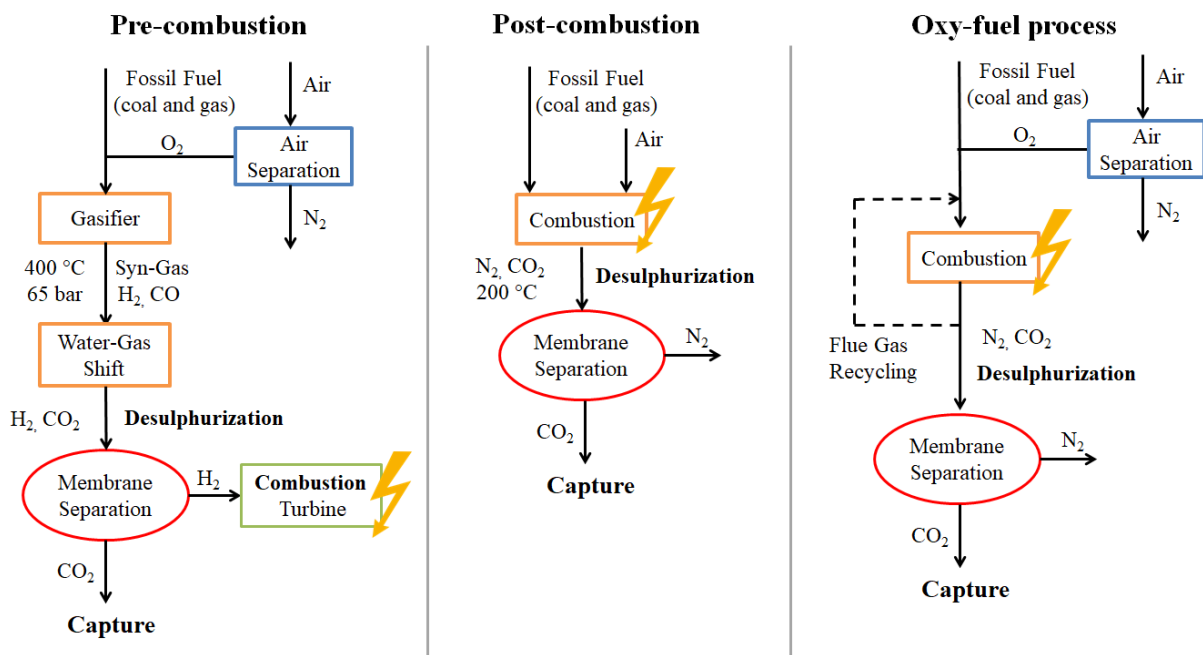 Pre-combustion
Fossil Fuel
(coal and gas)
Air
O₂
Air
Separation
N₂
Gasifier
400 °C
65 bar
Syn-Gas
H₂, CO
Water-Gas
Shift
H₂, CO₂
Desulphurization
Membrane
Separation
H₂
Combustion
Turbine
CO₂
Capture
Post-combustion
Fossil Fuel
(coal and gas)
Air
Combustion
N₂, CO₂
200 °C
Desulphurization
Membrane
Separation
N₂
CO₂
Capture
Oxy-fuel process
Fossil Fuel
(coal and gas)
Air
O₂
Air
Separation
N₂
Combustion
Flue Gas
Recycling
N₂, CO₂
Desulphurization
Membrane
Separation
N₂
CO₂
Capture